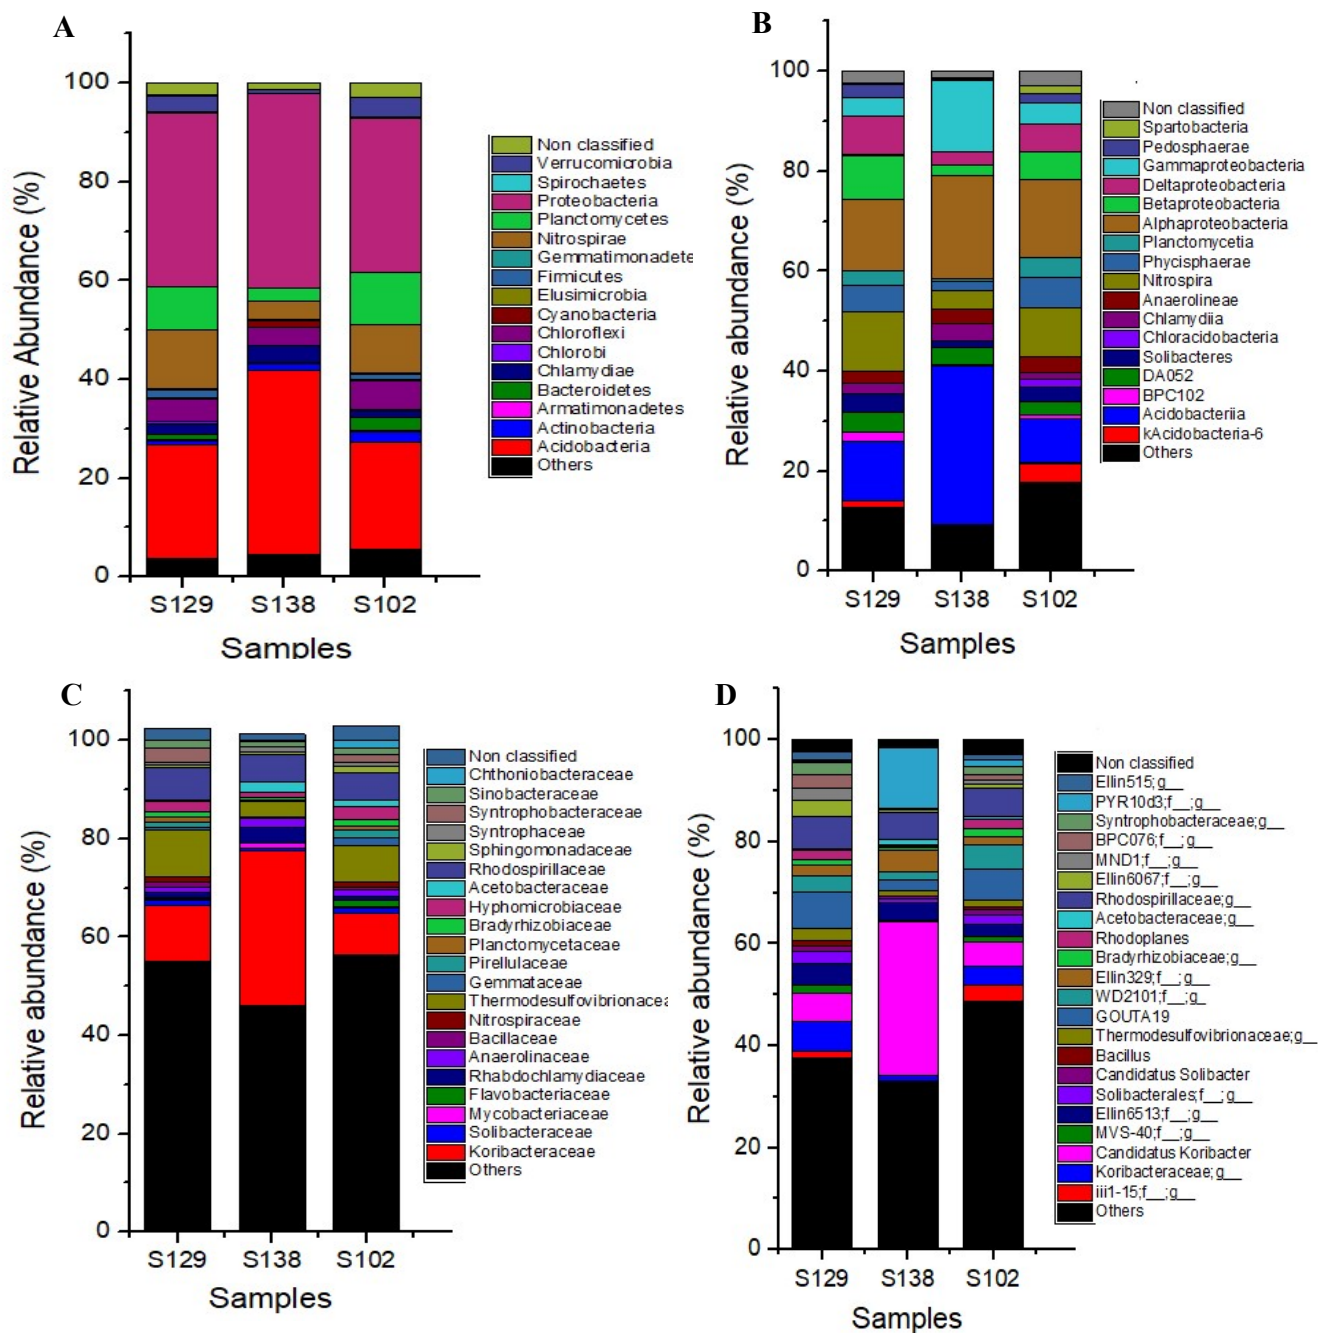 A
Relative Abundance (%)
100
80
60
40
20
0
S129 S138 S102
Samples
Non classified
Verrucomicrobia
Spirochaetes
Proteobacteria
Planctomycetes
Nitrospirae
Gemmatimonadete
Firmicutes
Elusimicrobia
Cyanobacteria
Chloroflexi
Chlorobi
Chlamydiae
Bacteroidetes
Armatimonadetes
Actinobacteria
Acidobacteria
Others
B
Relative abundance (%)
100
80
60
40
20
0
S129 S138 S102
Samples
Non classified
Spartobacteria
Pedosphaerae
Gammaproteobacteria
Deltaproteobacteria
Betaproteobacteria
Alphaproteobacteria
Planctomycetia
Phycisphaerae
Nitrospira
Anaerolineae
Chlamydiia
Chloracidobacteria
Solibacteres
DA052
BPC102
Acidobacteriia
kAcidobacteria-6
Others
C
Relative abundance (%)
100
80
60
40
20
0
S129 S138 S102
Samples
Non classified
Chthoniobacteraceae
Sinobacteraceae
Syntrophobacteraceae
Syntrophaceae
Sphingomonadaceae
Rhodospirillaceae
Acetobacteraceae
Hyphomicrobiaceae
Bradyrhizobiaceae
Planctomycetaceae
Pirellulaceae
Gemmataceae
Thermodesulfovibrionacea
Nitrospiraceae
Bacillaceae
Anaerolinaceae
Rhabdochlamydiaceae
Flavobacteriaceae
Mycobacteriaceae
Solibacteraceae
Koribacteraceae
Others
D
Relative abundance (%)
100
80
60
40
20
0
S129 S138 S102
Samples
Non classified
Ellin515;g__
PYR10d3;f__;g__
Syntrophobacteraceae;g__
BPC076;f__;g__
MND1;f__;g__
Ellin6067;f__;g__
Rhodospirillaceae;g__
Acetobacteraceae;g__
Rhodoplanes
Bradyrhizobiaceae;g__
Ellin329;f__;g__
WD2101;f__;g_
GOUTA19
Thermodesulfovibrionaceae;g__
Bacillus
Candidatus Solibacter
Solibacterales;f__;g__
Ellin6513;f__;g__
MVS-40;f__;g__
Candidatus Koribacter
Koribacteraceae;g__
iii1-15;f__;g__
Others